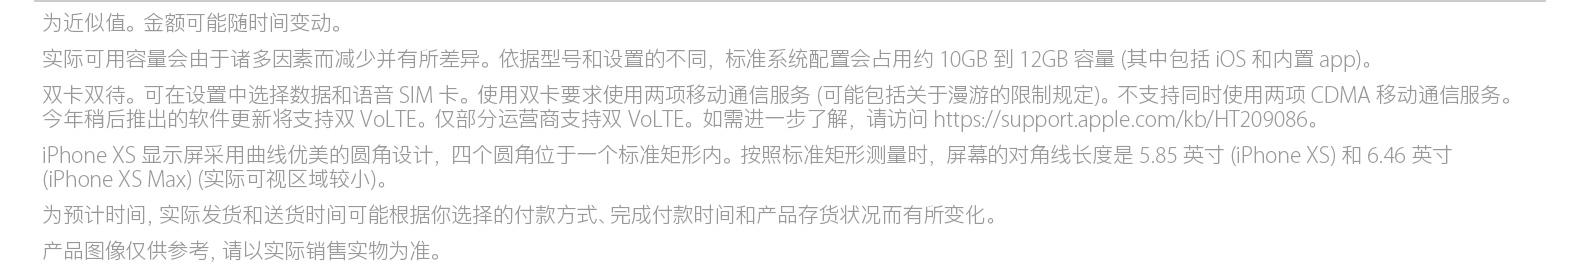 为近似值。金额可能随时间变动。
实际可用容量会由于诸多因素而减少并有所差异。依据型号和设置的不同，标准系统配置会占用约 10GB 到 12GB 容量 (其中包括 iOS 和内置 app)。
双卡双待。可在设置中选择数据和语音 SIM 卡。使用双卡要求使用两项移动通信服务 (可能包括关于漫游的限制规定)。不支持同时使用两项 CDMA 移动通信服务。
今年稍后推出的软件更新将支持双 VoLTE。仅部分运营商支持双 VoLTE。如需进一步了解，请访问 https://support.apple.com/kb/HT209086。
iPhone XS 显示屏采用曲线优美的圆角设计，四个圆角位于一个标准矩形内。按照标准矩形测量时，屏幕的对角线长度是 5.85 英寸 (iPhone XS) 和 6.46 英寸
(iPhone XS Max) (实际可视区域较小)。
为预计时间，实际发货和送货时间可能根据你选择的付款方式、完成付款时间和产品存货状况而有所变化。
产品图像仅供参考，请以实际销售实物为准。